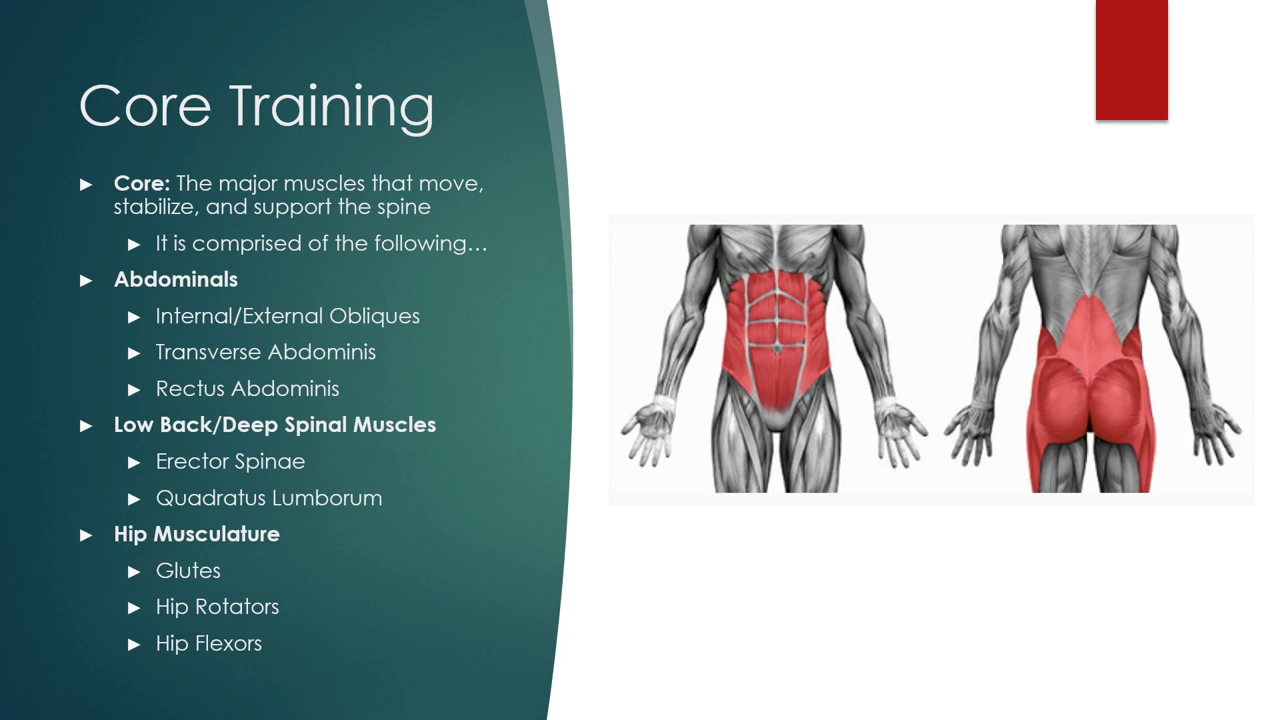 Core Training
► Core: The major muscles that move,
stabilize, and support the spine
► It is comprised of the following…
► Abdominals
► Internal/External Obliques
► Transverse Abdominis
► Rectus Abdominis
► Low Back/Deep Spinal Muscles
► Erector Spinae
► Quadratus Lumborum
► Hip Musculature
► Glutes
► Hip Rotators
► Hip Flexors